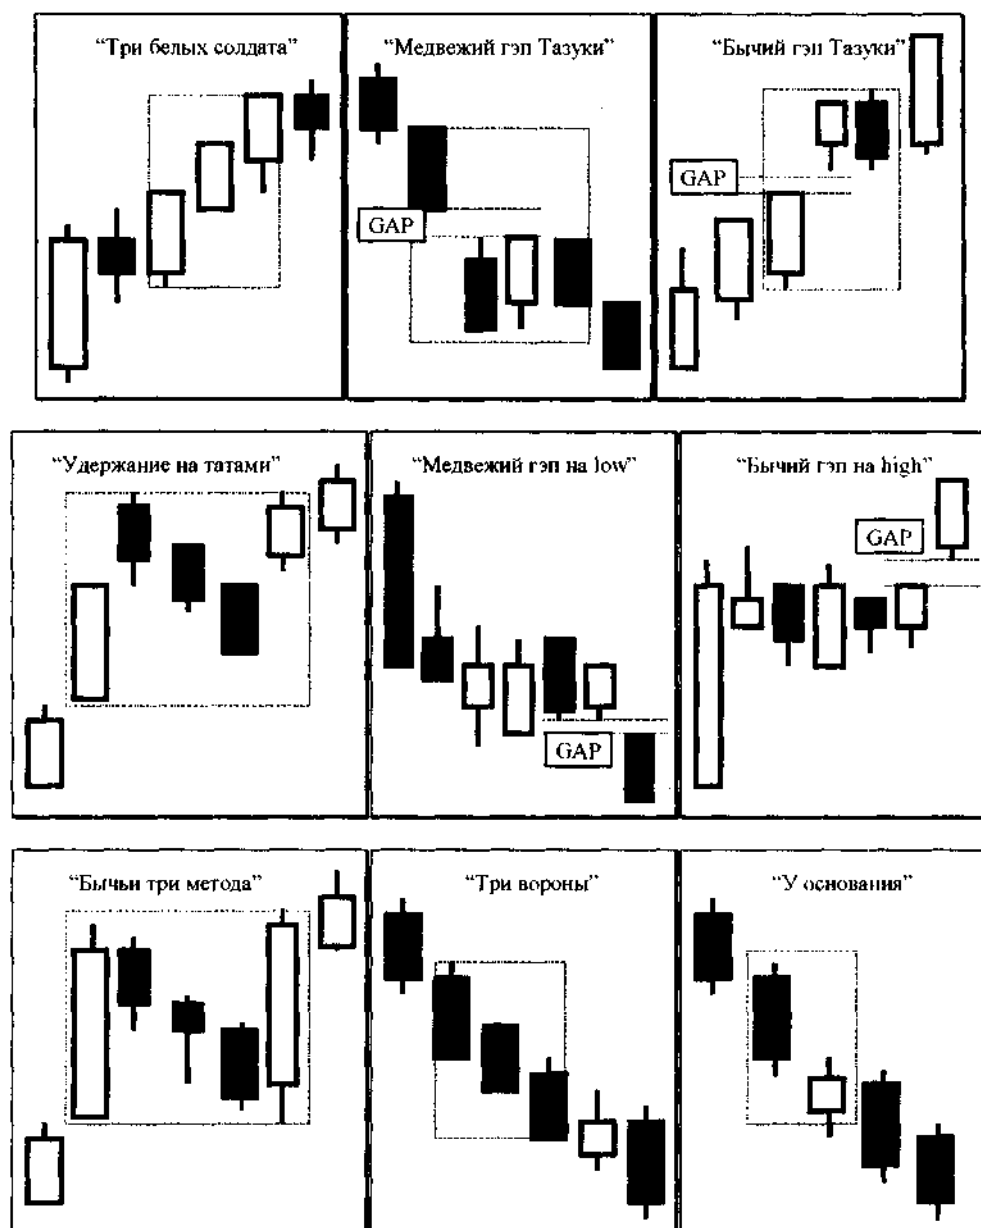 “Три белых солдата”
“Медвежий гэп Тазуки”
“Бычий гэп Тазуки”
GAP
GAP
“Удержание на татами”
“Медвежий гэп на low”
“Бычий гэп на high”
GAP
GAP
“Бычьи три метода”
“Три вороны”
“У основания”